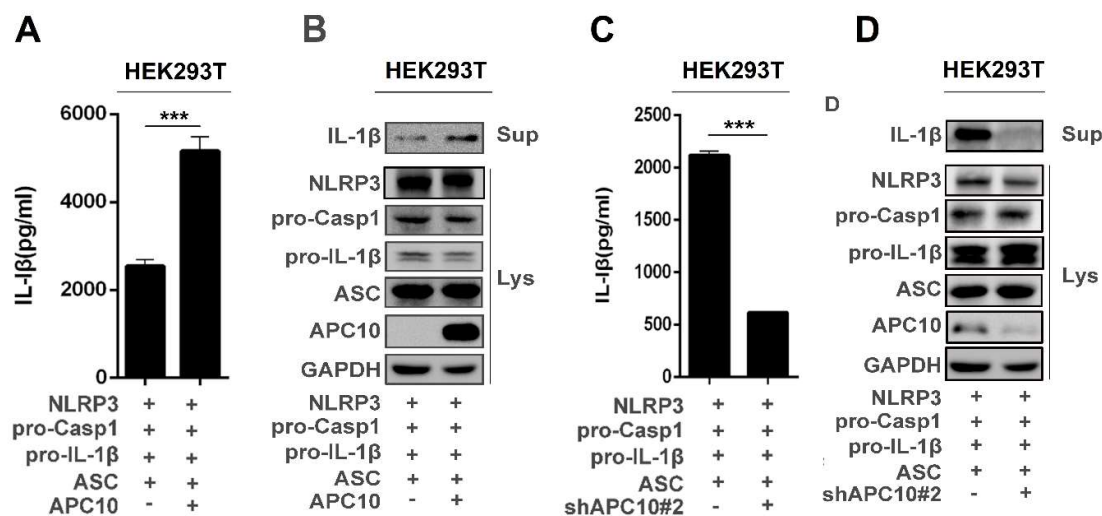 A
HEK293T
***
6000
4000
2000
0
IL-Iβ(pg/ml)
NLRP3 + +
pro-Casp1 + +
pro-IL-1β + +
ASC + +
APC10 - +
B
HEK293T
IL-1β Sup
NLRP3
pro-Casp1
pro-IL-1β
Lys
ASC
APC10
GAPDH
NLRP3 + +
pro-Casp1 + +
pro-IL-1β + +
ASC + +
APC10 - +
C
HEK293T
***
2500
2000
1500
1000
500
0
IL-Iβ(pg/ml)
NLRP3 + +
pro-Casp1 + +
pro-IL-1β + +
ASC + +
shAPC10#2 - +
D
HEK293T
D
IL-1β Sup
NLRP3
pro-Casp1
pro-IL-1β
Lys
ASC
APC10
GAPDH
NLRP3 + +
pro-Casp1 + +
pro-IL-1β + +
ASC + +
shAPC10#2 - +